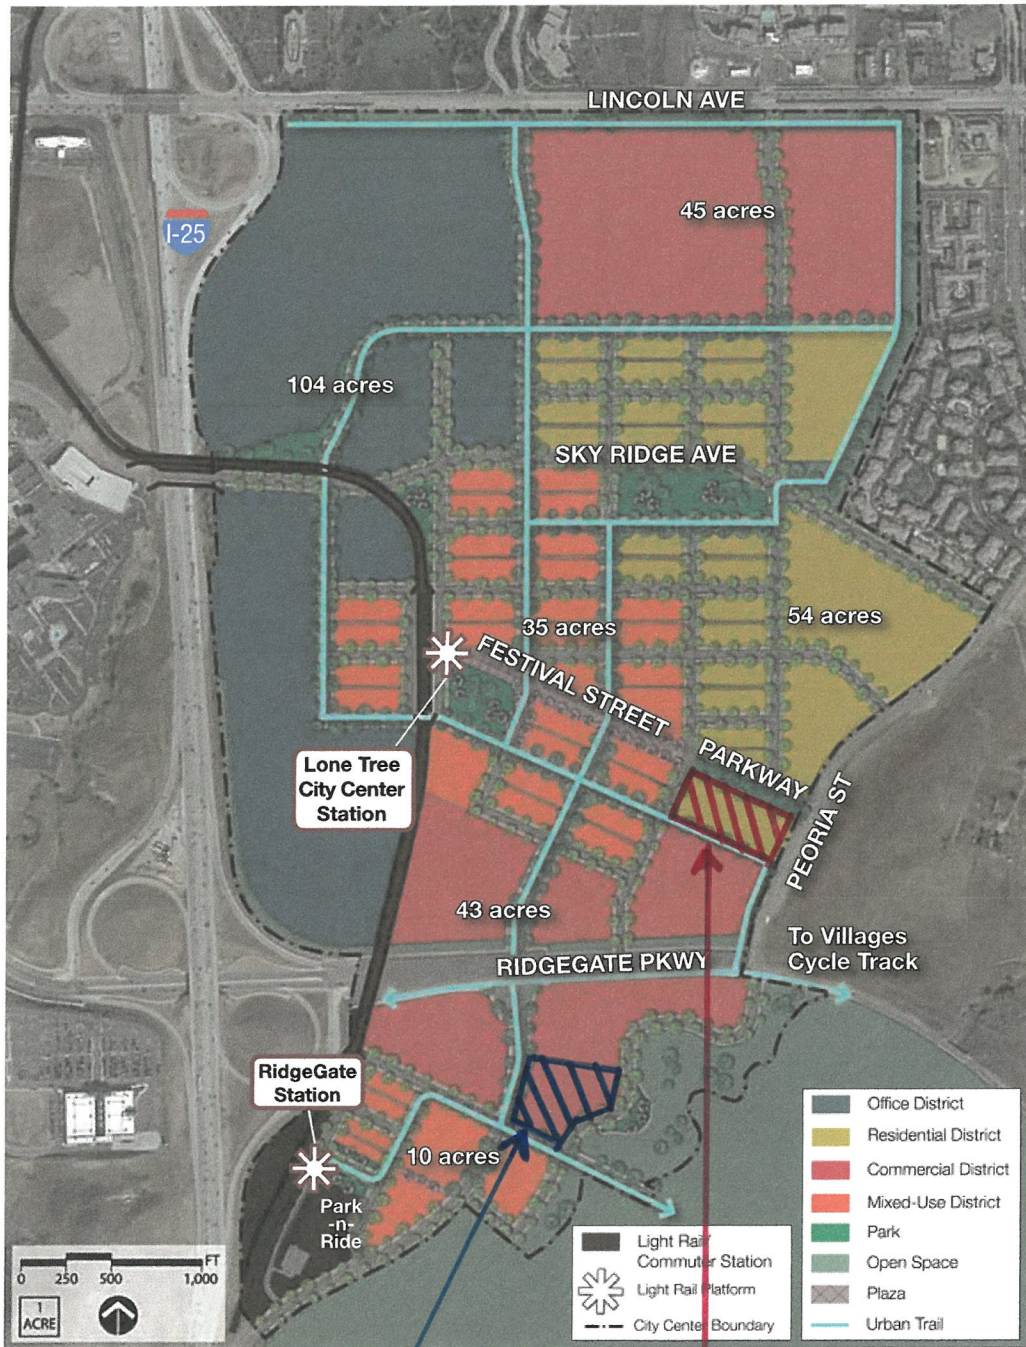 LINCOLN AVE
45 acres
I-25
104 acres
SKY RIDGE AVE
54 acres
35 acres
FESTIVAL STREET
PARKWAY
PEORIA ST
Lone Tree
City Center
Station
43 acres
To Villages
Cycle Track
RIDGEGATE PKWY
RidgeGate
Station
10 acres
Park
-n-
Ride
0 250 500 1,000 FT
1
ACRE
Light Rail/
Commuter Station
Light Rail Platform
City Center Boundary
Office District
Residential District
Commercial District
Mixed-Use District
Park
Open Space
Plaza
Urban Trail